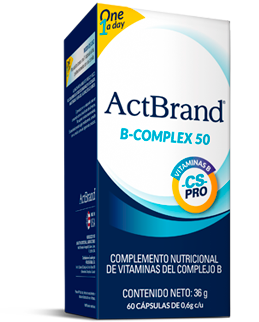 One
1 a day
ActBrand®
B-COMPLEX 50
VITAMINAS B
-CS-
PRO
COMPLEMENTO NUTRICIONAL
DE VITAMINAS DEL COMPLEJO B
CONTENIDO NETO: 36 g
60 CÁPSULAS DE 0,6g c/u
ActBrand